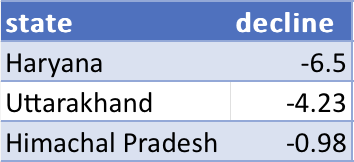 state decline
Haryana -6.5
Uttarakhand -4.23
Himachal Pradesh -0.98